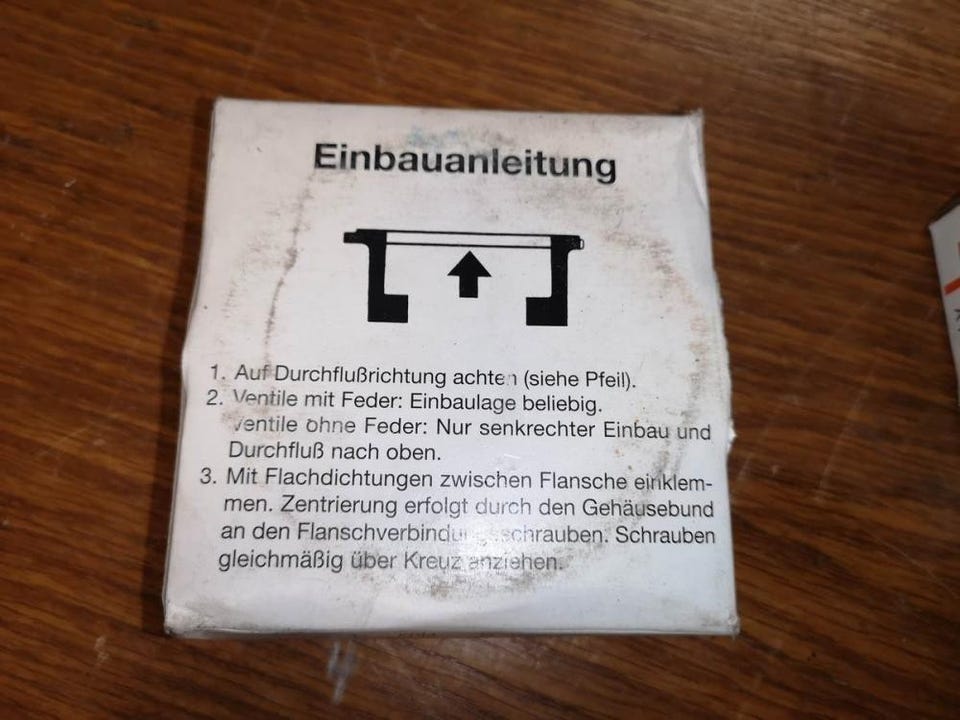 Einbauanleitung
1. Auf Durchflußrichtung achten (siehe Pfeil).
2. Ventile mit Feder: Einbaulage beliebig.
Ventile ohne Feder: Nur senkrechter Einbau und
Durchfluß nach oben.
3. Mit Flachdichtungen zwischen Flansche einklem-
men. Zentrierung erfolgt durch den Gehäusebund
an den Flanschverbindungsschrauben. Schrauben
gleichmäßig über Kreuz anziehen.